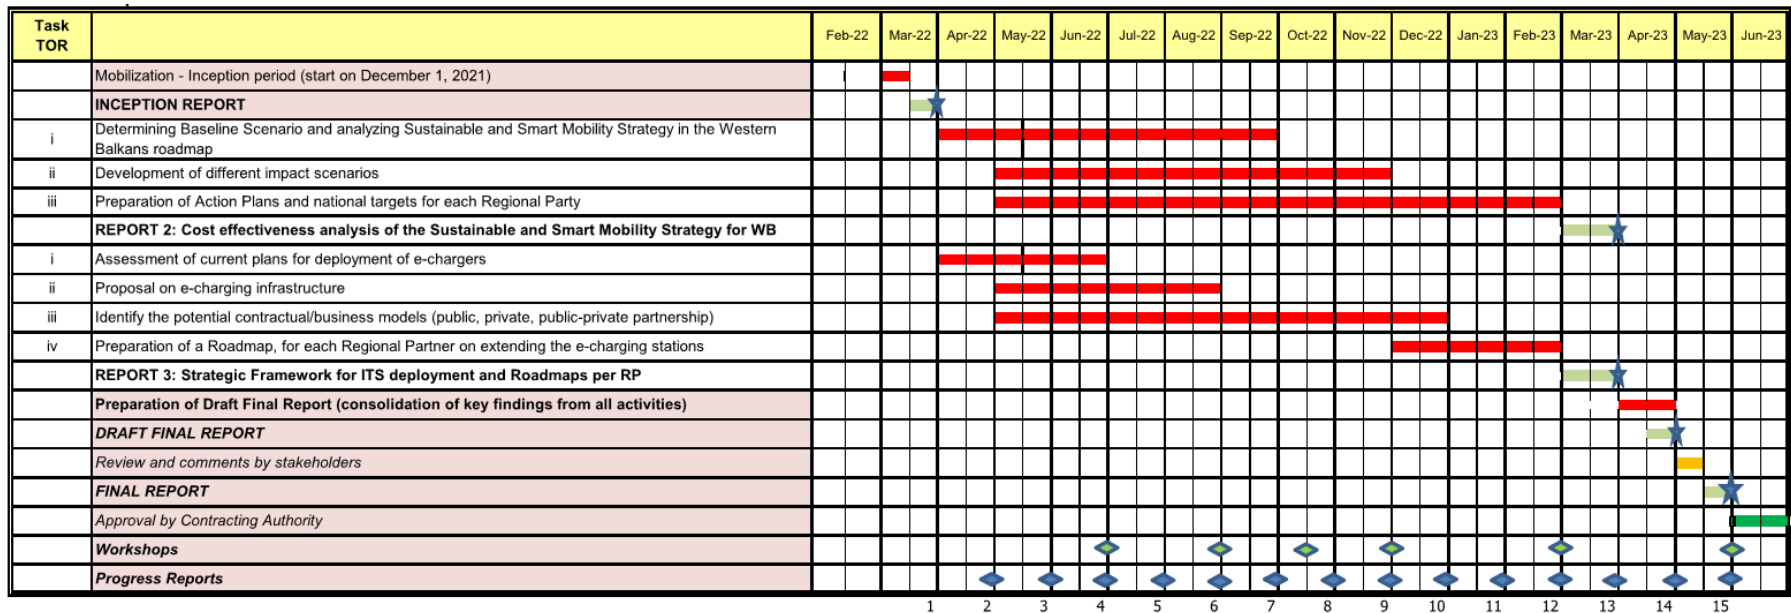 Task
TOR
Feb-22 Mar-22 Apr-22 May-22 Jun-22 Jul-22 Aug-22 Sep-22 Oct-22 Nov-22 Dec-22 Jan-23 Feb-23 Mar-23 Apr-23 May-23 Jun-23
Mobilization - Inception period (start on December 1, 2021)
INCEPTION REPORT
i Determining Baseline Scenario and analyzing Sustainable and Smart Mobility Strategy in the Western
Balkans roadmap
ii Development of different impact scenarios
iii Preparation of Action Plans and national targets for each Regional Party
REPORT 2: Cost effectiveness analysis of the Sustainable and Smart Mobility Strategy for WB
i Assessment of current plans for deployment of e-chargers
ii Proposal on e-charging infrastructure
iii Identify the potential contractual/business models (public, private, public-private partnership)
iv Preparation of a Roadmap, for each Regional Partner on extending the e-charging stations
REPORT 3: Strategic Framework for ITS deployment and Roadmaps per RP
Preparation of Draft Final Report (consolidation of key findings from all activities)
DRAFT FINAL REPORT
Review and comments by stakeholders
FINAL REPORT
Approval by Contracting Authority
Workshops
Progress Reports
1 2 3 4 5 6 7 8 9 10 11 12 13 14 15